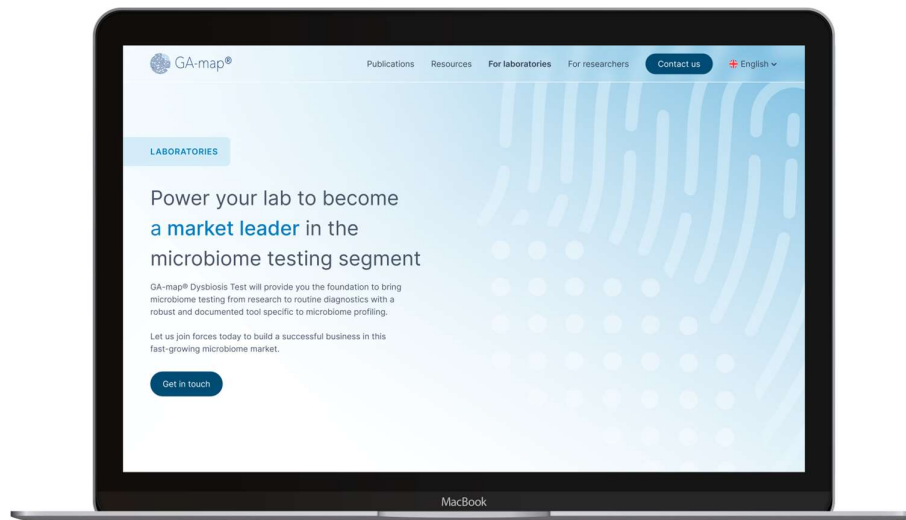 GA-map®
Publications Resources For laboratories For researchers Contact us English
LABORATORIES
Power your lab to become
a market leader in the
microbiome testing segment
GA-map® Dysbiosis Test will provide you the foundation to bring
microbiome testing from research to routine diagnostics with a
robust and documented tool specific to microbiome profiling.
Let us join forces today to build a successful business in this
fast-growing microbiome market.
Get in touch
MacBook